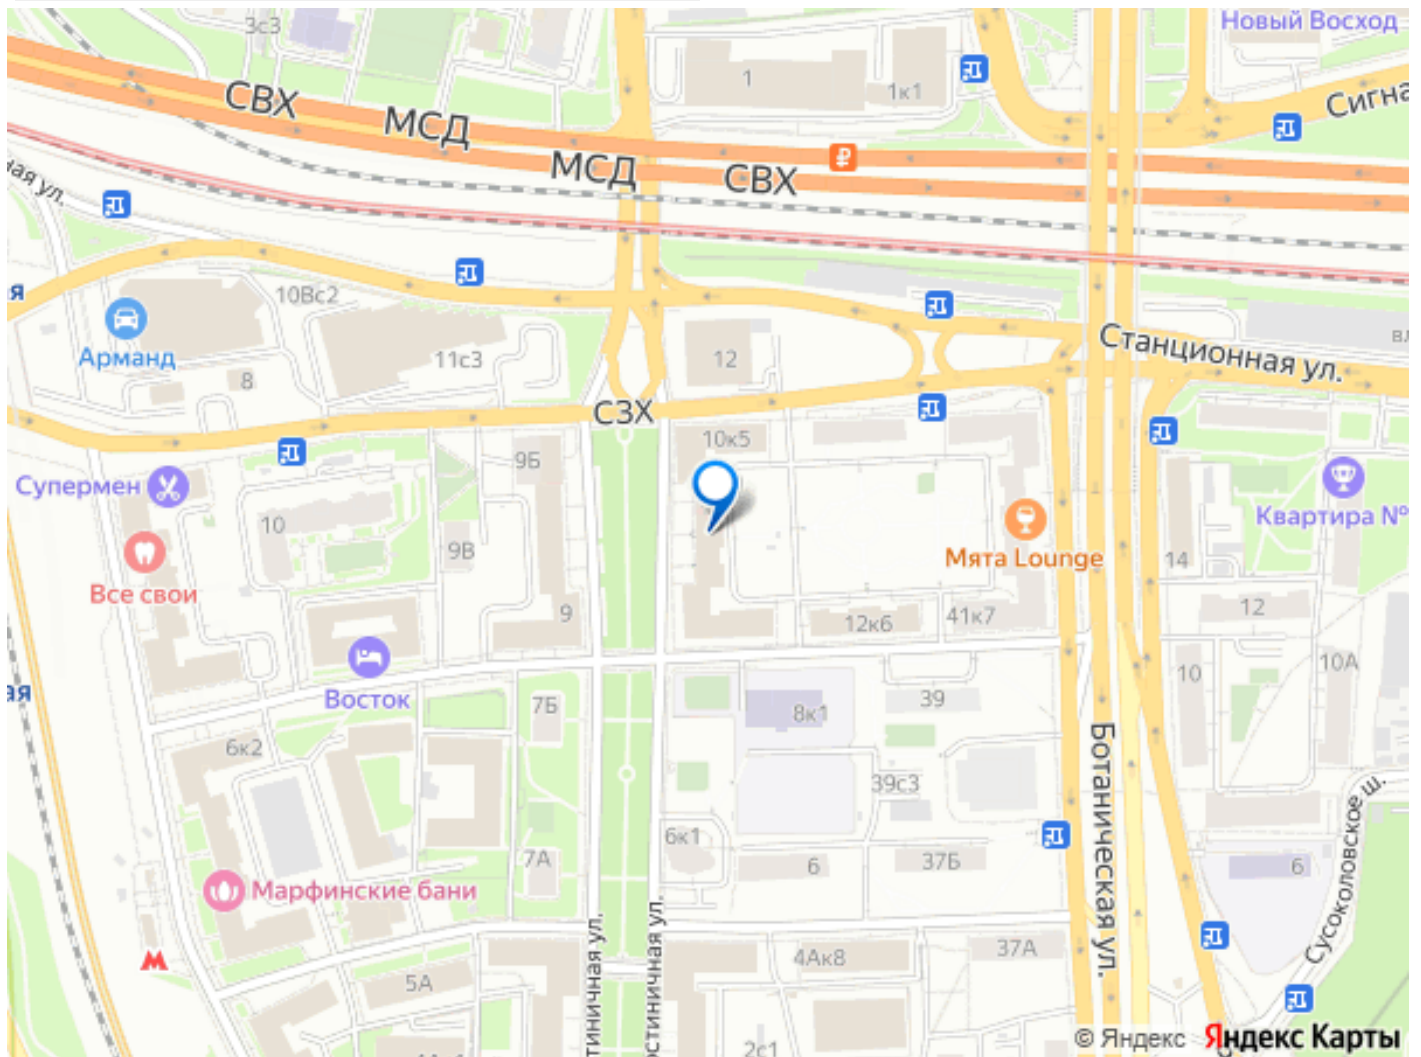 3с3
Новый Восход
1
1к1
Сигна
СВХ
МСД
МСД
СВХ
ная ул.
ая
10Вс2
Арманд
11с3
8
12
Станционная ул.
СЗХ
10к5
9Б
Супермен
10
9В
Все свои
Мята Lounge
Квартира №
14
12
9
12к6
41к7
Восток
10
10А
ая
7Б
8к1
39
6к2
39с3
6к1
7А
6
37Б
6
Ботаническая ул.
Сусоколовское ш.
Марфинские бани
тиничная ул.
остиничная ул.
4Ак8
37А
5А
2с1
© Яндекс Яндекс Карты